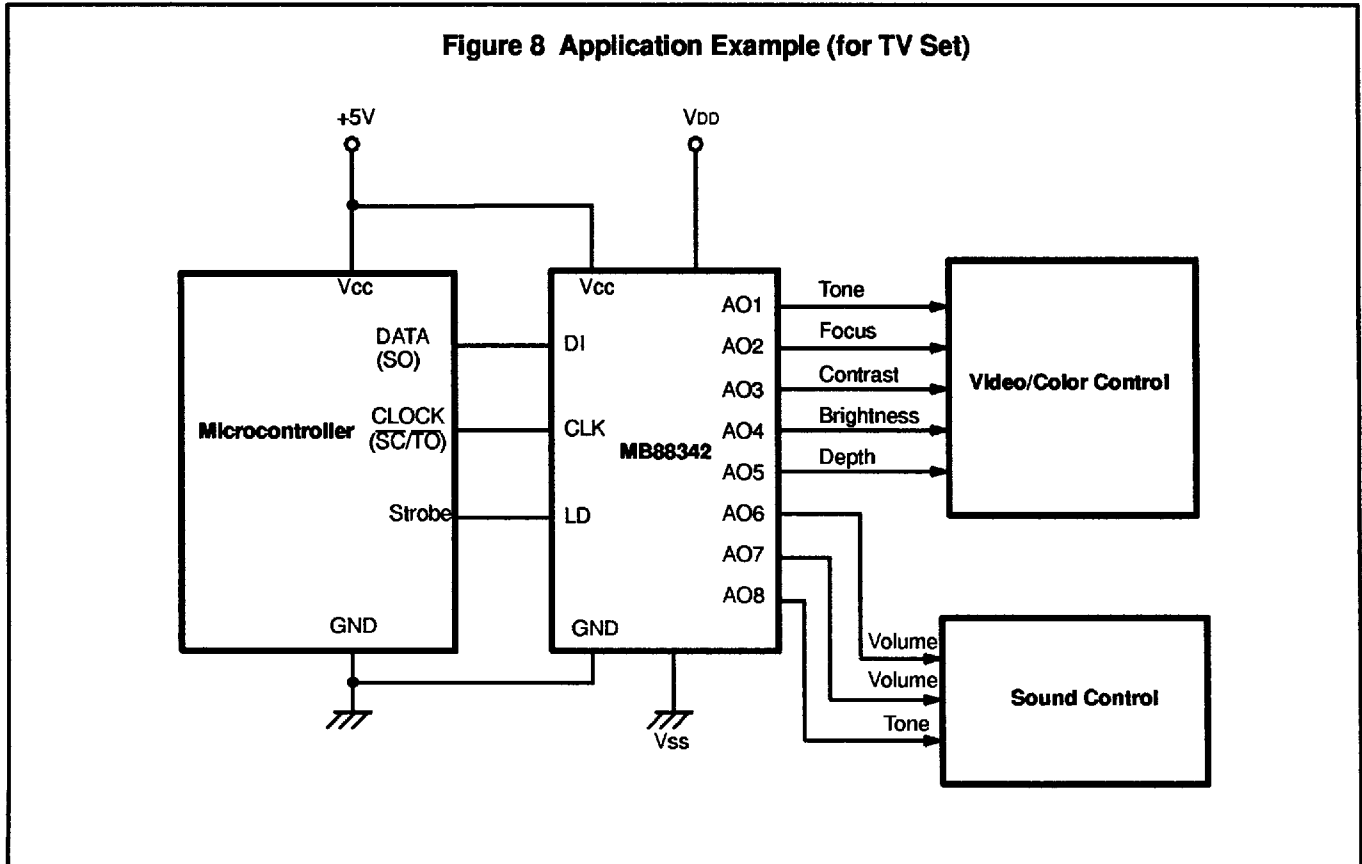 Figure 8 Application Example (for TV Set)
+5V
VDD
Vcc
DATA
(SO)
CLOCK
(SC/TO)
Microcontroller
Strobe
GND
Vcc
DI
CLK
LD
GND
MB88342
AO1
AO2
AO3
AO4
AO5
AO6
AO7
AO8
Vss
Tone
Focus
Contrast
Brightness
Depth
Video/Color Control
Volume
Volume
Tone
Sound Control